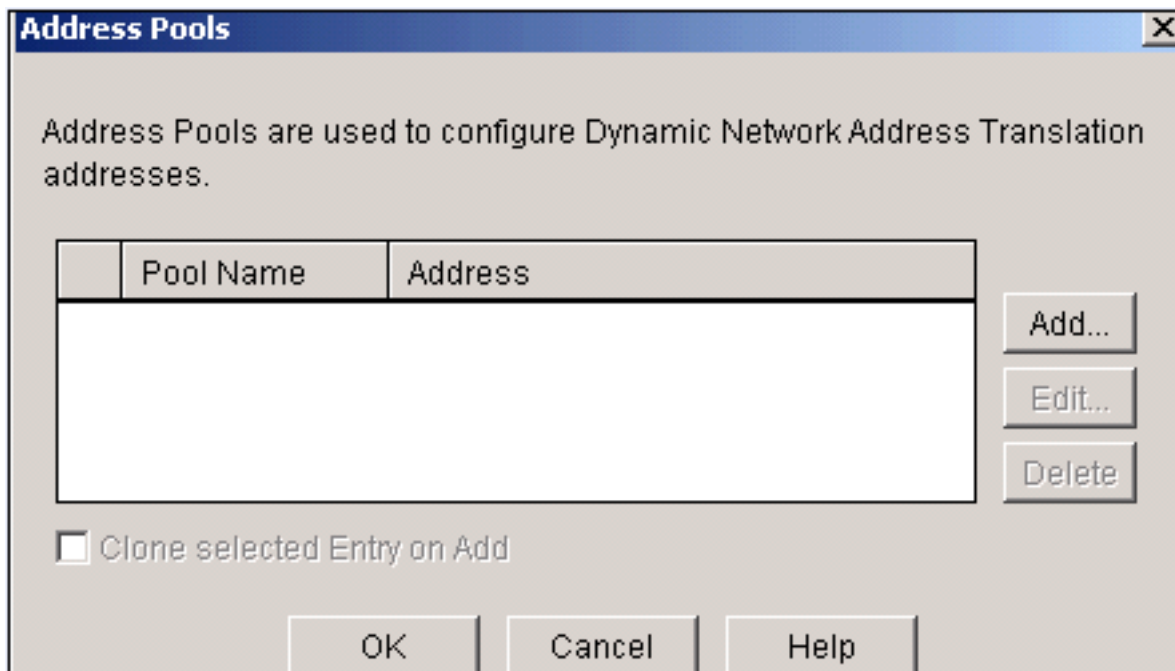 Address Pools
Address Pools are used to configure Dynamic Network Address Translation
addresses.
Pool Name Address
Add...
Edit...
Delete
Clone selected Entry on Add
OK Cancel Help